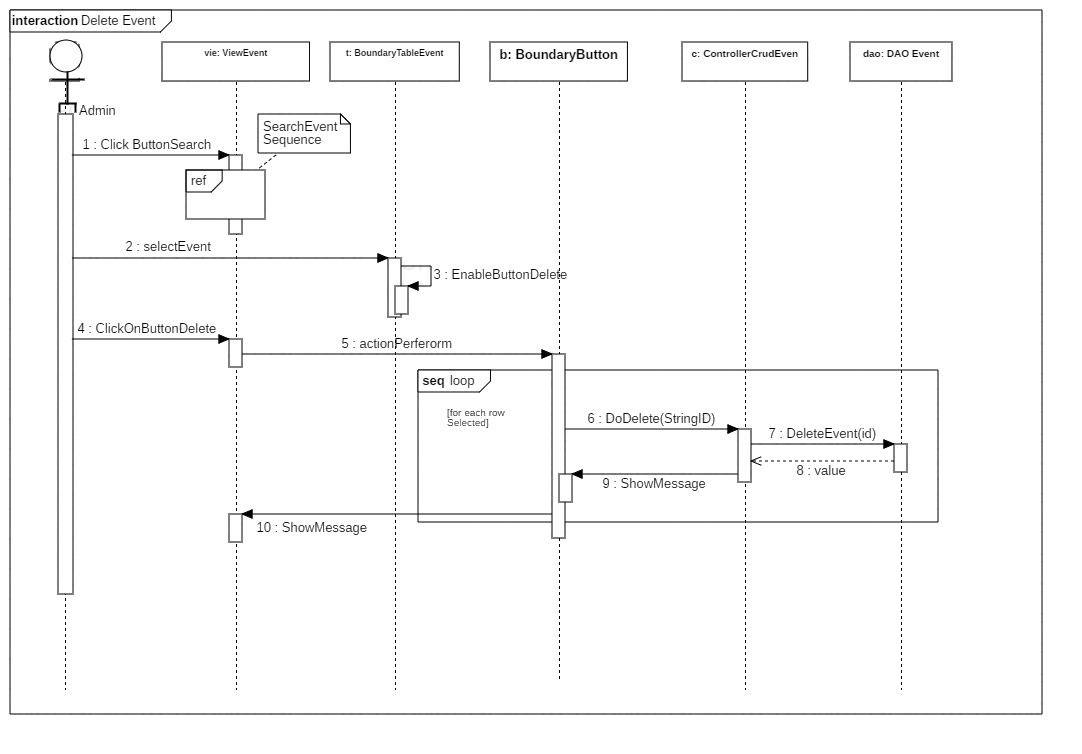 interaction Delete Event
vie: ViewEvent
t: BoundaryTableEvent
b: BoundaryButton
c: ControllerCrudEven
dao: DAO Event
Admin
SearchEvent
Sequence
1 : Click ButtonSearch
ref
2 : selectEvent
3 : EnableButtonDelete
4 : ClickOnButtonDelete
5 : actionPerferorm
seq loop
[for each row
Selected]
6 : DoDelete(StringID)
7 : DeleteEvent(id)
8 : value
9 : ShowMessage
10 : ShowMessage